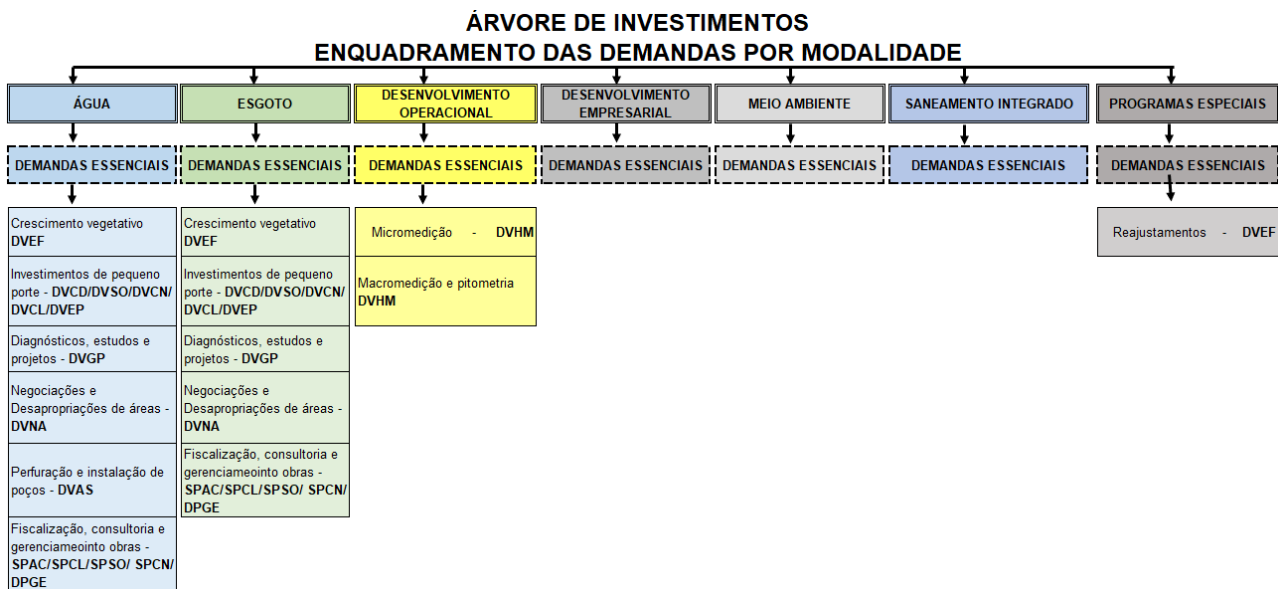 ÁRVORE DE INVESTIMENTOS
ENQUADRAMENTO DAS DEMANDAS POR MODALIDADE
ÁGUA
ESGOTO
DESENVOLVIMENTO
OPERACIONAL
DESENVOLVIMENTO
EMPRESARIAL
MEIO AMBIENTE
SANEAMENTO INTEGRADO
PROGRAMAS ESPECIAIS
DEMANDAS ESSENCIAIS
DEMANDAS ESSENCIAIS
DEMANDAS ESSENCIAIS
DEMANDAS ESSENCIAIS
DEMANDAS ESSENCIAIS
DEMANDAS ESSENCIAIS
DEMANDAS ESSENCIAIS
Crescimento vegetativo
DVEF
Investimentos de pequeno
porte - DVCD/DVSO/DVCN/
DVCL/DVEP
Diagnósticos, estudos e
projetos - DVGP
Negociações e
Desapropriações de áreas -
DVNA
Perfuração e instalação de
poços - DVAS
Fiscalização, consultoria e
gerenciameointo obras -
SPAC/SPCL/SPSO/ SPCN/
DPGE
Crescimento vegetativo
DVEF
Investimentos de pequeno
porte - DVCD/DVSO/DVCN/
DVCL/DVEP
Diagnósticos, estudos e
projetos - DVGP
Negociações e
Desapropriações de áreas -
DVNA
Fiscalização, consultoria e
gerenciameointo obras -
SPAC/SPCL/SPSO/ SPCN/
DPGE
Micromedição - DVHM
Macromedição e pitometria
DVHM
Reajustamentos - DVEF